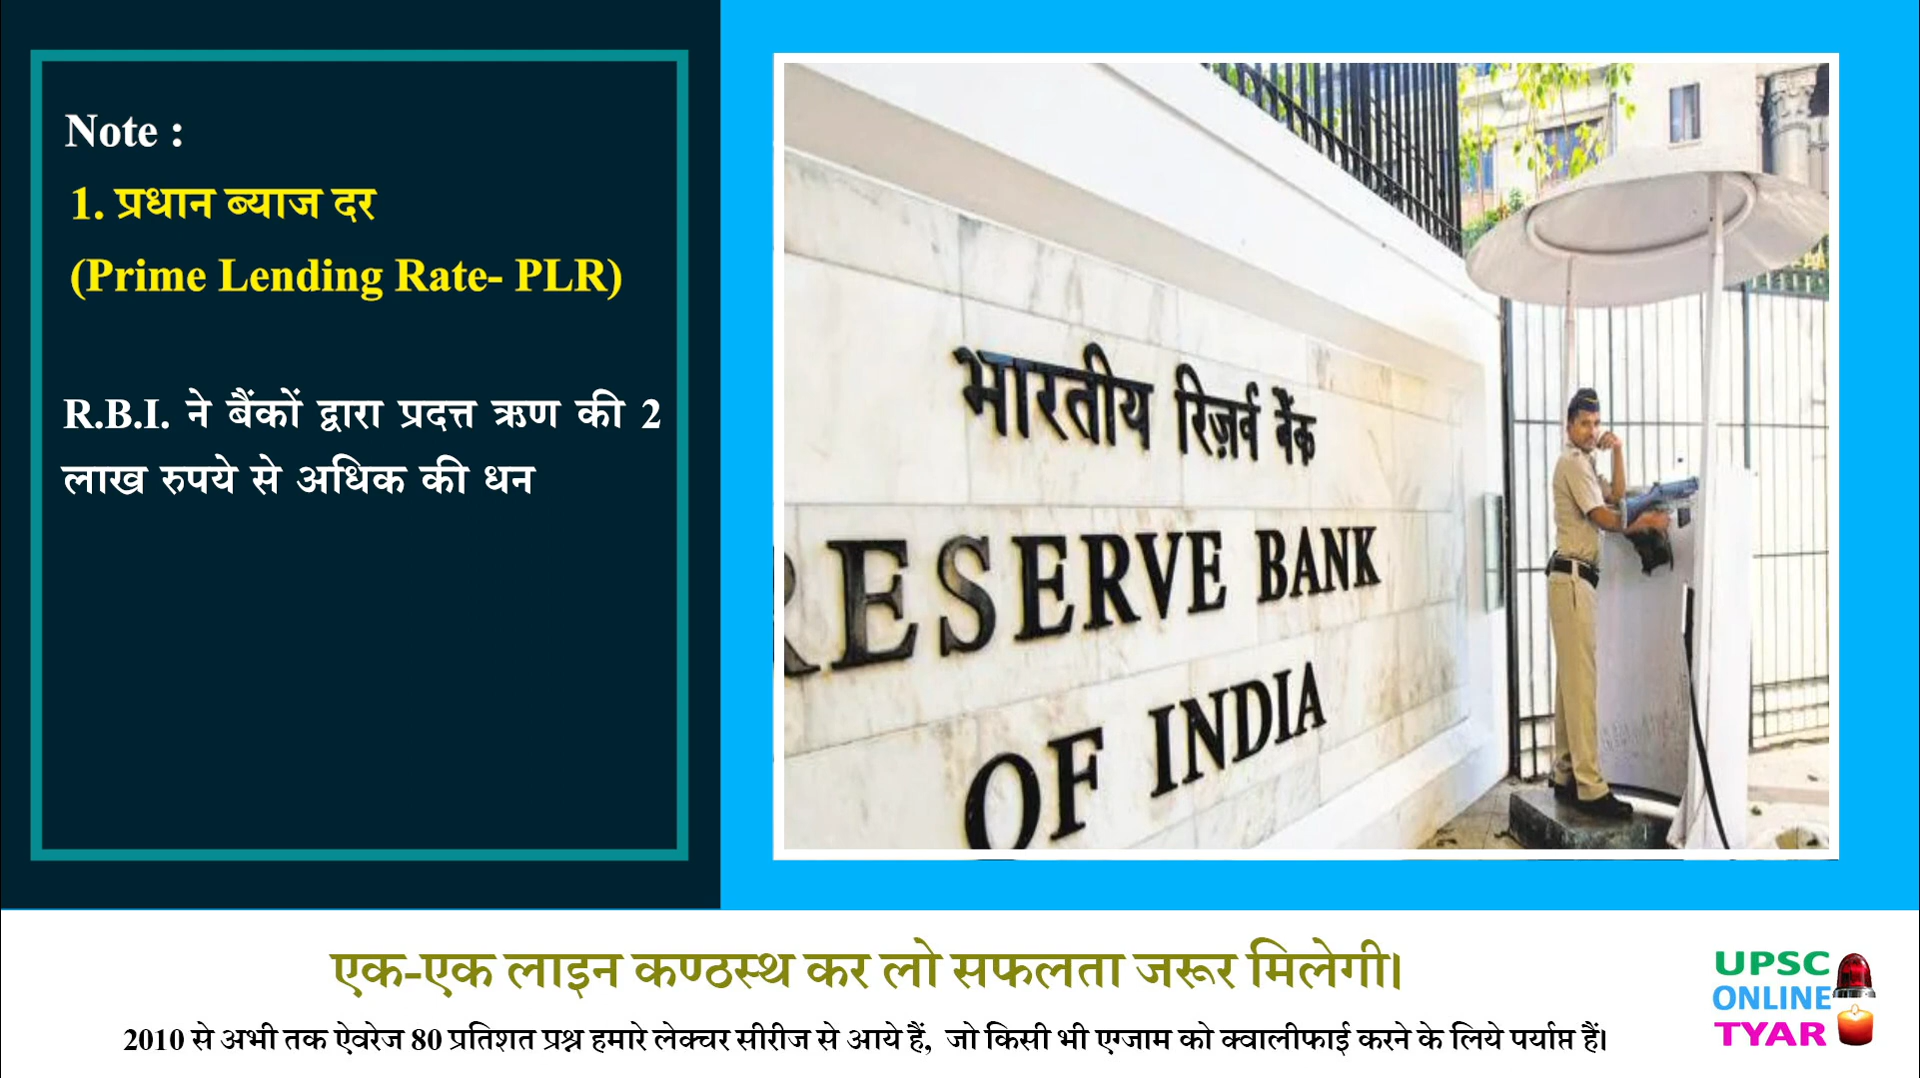 Note :
1. प्रधान ब्याज दर
(Prime Lending Rate- PLR)
R.B.I. ने बैंकों द्वारा प्रदत्त ऋण की 2
लाख रुपये से अधिक की धन
भारतीय रिज़र्व बैंक
RESERVE BANK
OF INDIA
एक-एक लाइन कण्ठस्थ कर लो सफलता जरूर मिलेगी।
2010 से अभी तक ऐवरेज 80 प्रतिशत प्रश्न हमारे लेक्चर सीरीज से आये हैं, जो किसी भी एग्जाम को क्वालीफाई करने के लिये पर्याप्त हैं।
UPSC
ONLINE
TYAR